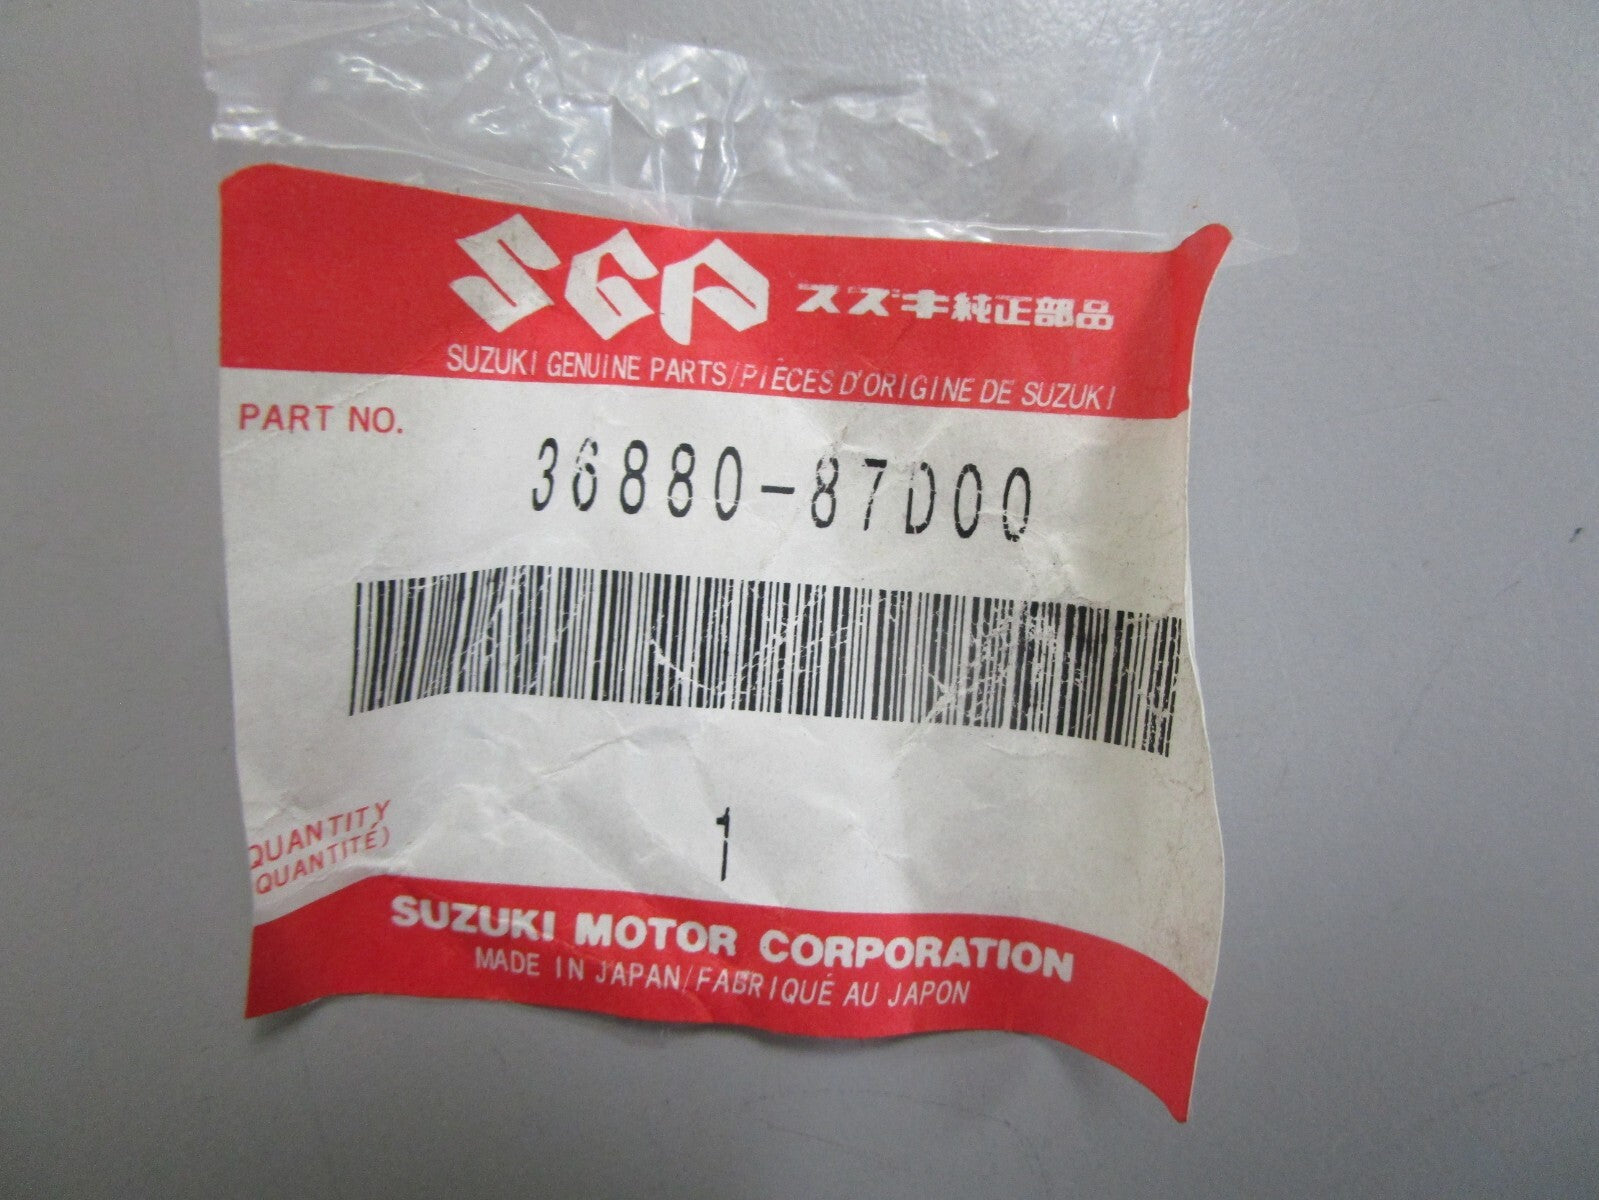 SGP スズキ純正部品
SUZUKI GENUINE PARTS/PIÈCES D'ORIGINE DE SUZUKI
PART NO.
36880-87D00
1
QUANTITY
QUANTITÉ)
SUZUKI MOTOR CORPORATION
MADE IN JAPAN/FABRIQUÉ AU JAPON